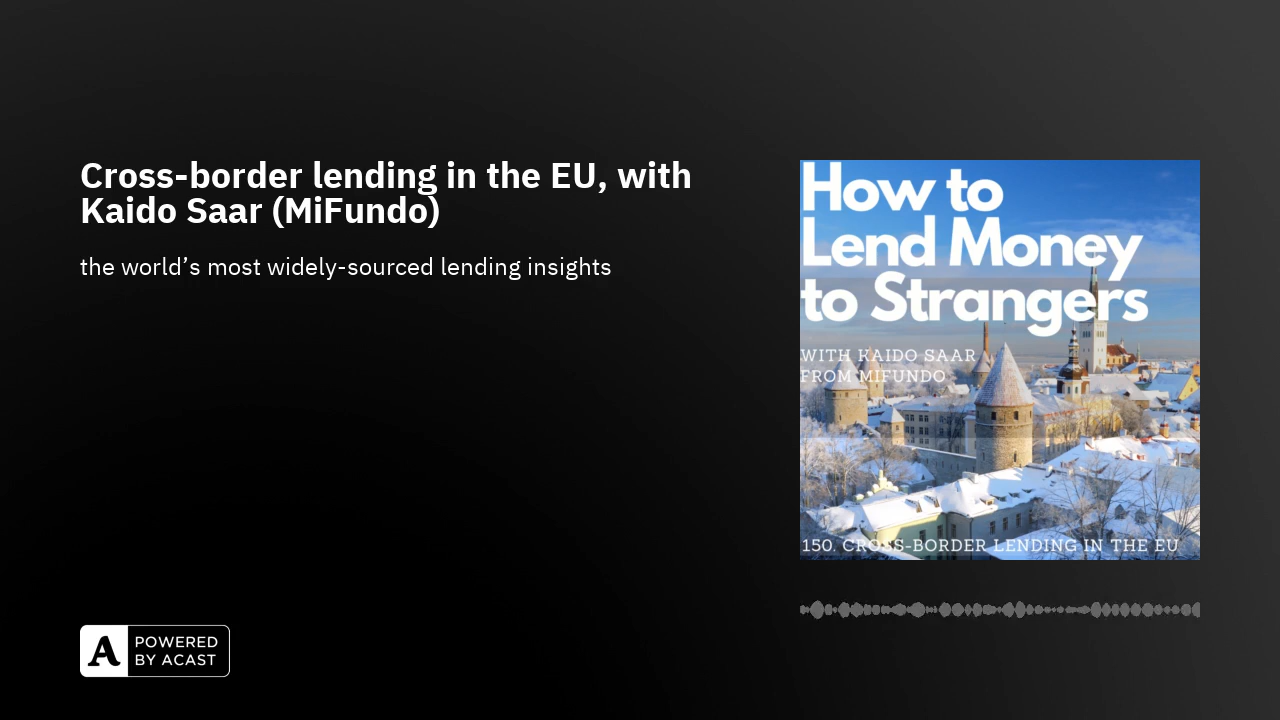 Cross-border lending in the EU, with
Kaido Saar (MiFundo)
the world’s most widely-sourced lending insights
How to
Lend Money
to Strangers
WITH KAIDO SAAR
FROM MIFUNDO
150. CROSS-BORDER LENDING IN THE EU
A
POWERED
BY ACAST